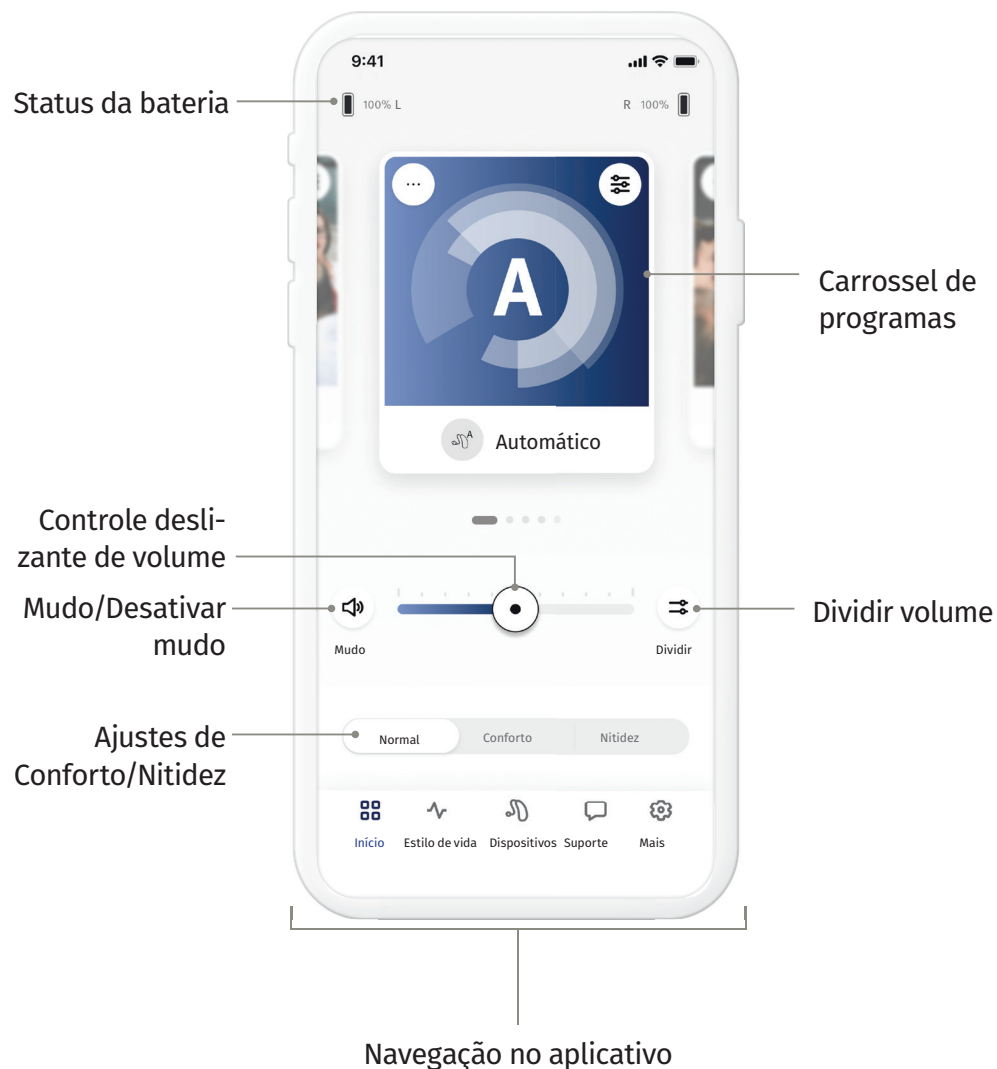 9:41
Status da bateria
100% L
R 100%
...
A
Carrossel de
programas
A
Automático
Controle desli-
zante de volume
Mudo/Desativar
mudo
Dividir volume
Mudo
Dividir
Ajustes de
Conforto/Nitidez
Normal
Conforto
Nitidez
Início
Estilo de vida
Dispositivos
Suporte
Mais
Navegação no aplicativo